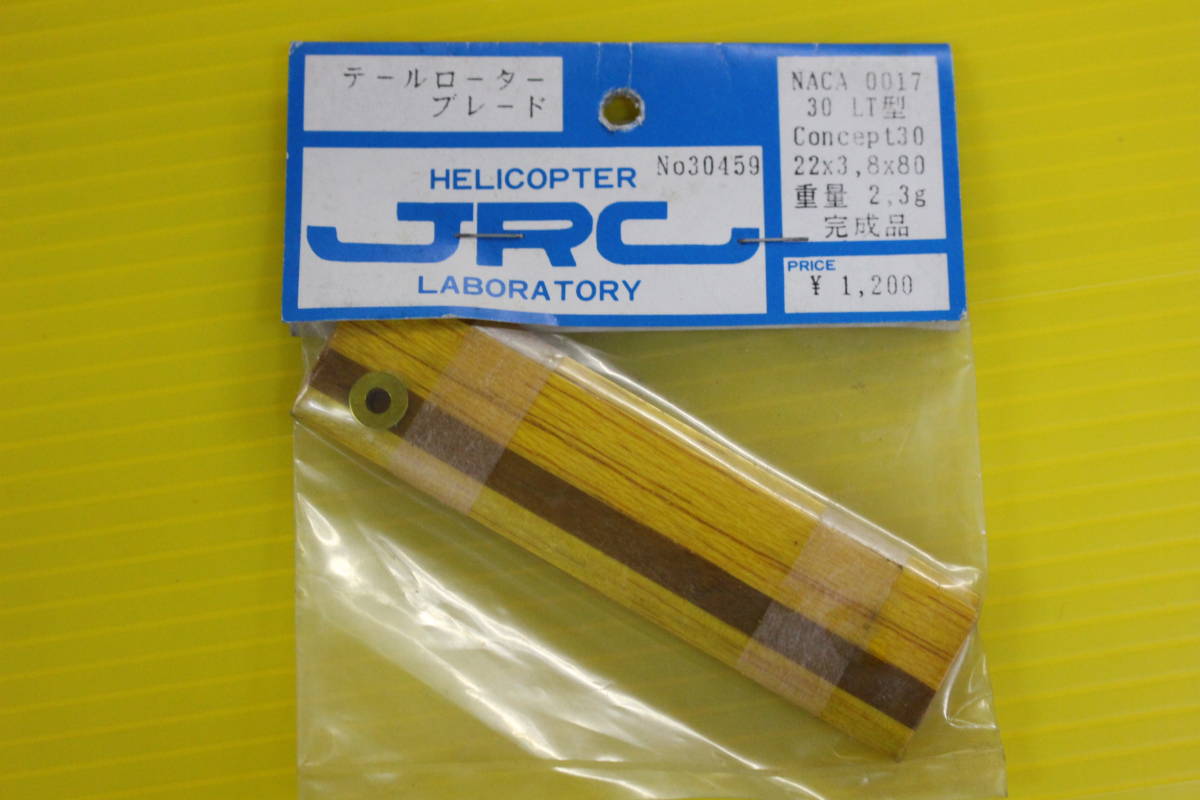 テールローター
ブレード
No30459
HELICOPTER
JRC
LABORATORY
NACA 0017
30 LT型
Concept30
22x3,8x80
重量 2,3g
完成品
PRICE
¥ 1,200